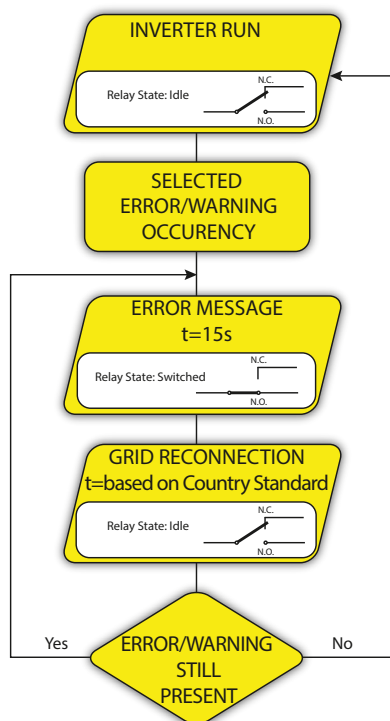 INVERTER RUN
N.C.
Relay State: Idle
N.O.
SELECTED
ERROR/WARNING
OCCURENCY
ERROR MESSAGE
t=15s
N.C.
Relay State: Switched
N.O.
GRID RECONNECTION
t=based on Country Standard
N.C.
Relay State: Idle
N.O.
Yes
No
ERROR/WARNING
STILL
PRESENT